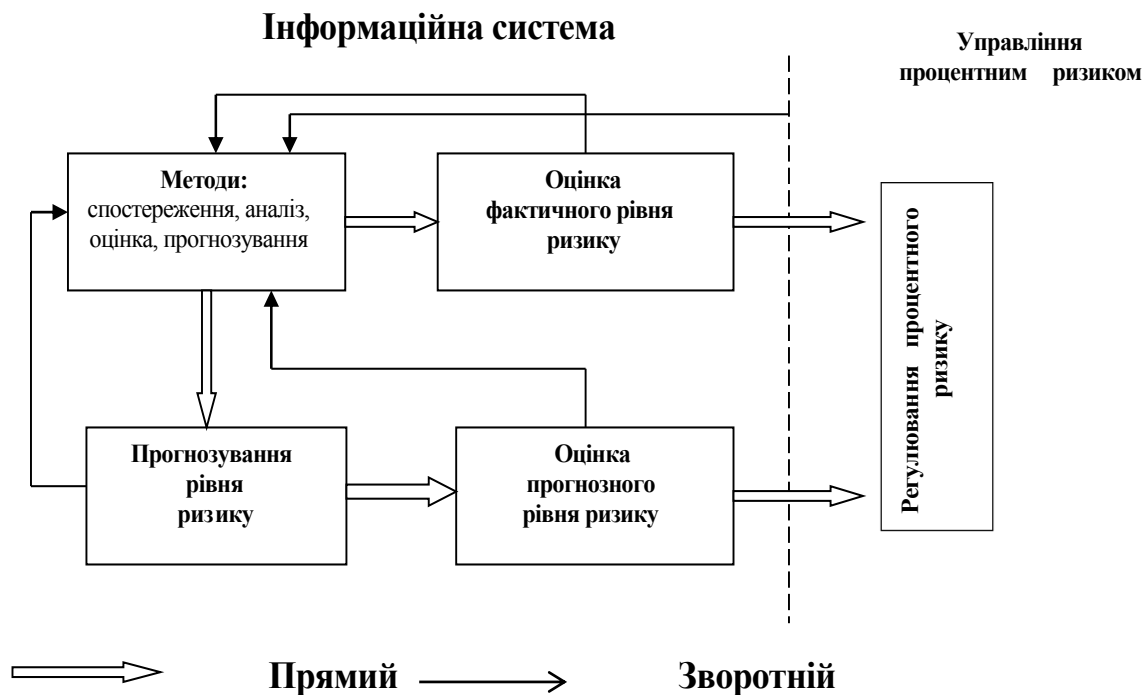 Інформаційна система
Управління
процентним ризиком
Методи:
спостереження, аналіз,
оцінка, прогнозування
Оцінка
фактичного рівня
ризику
Регулювання процентного
ризику
Прогнозування
рівня
ризику
Оцінка
прогнозного
рівня ризику
Прямий
Зворотній